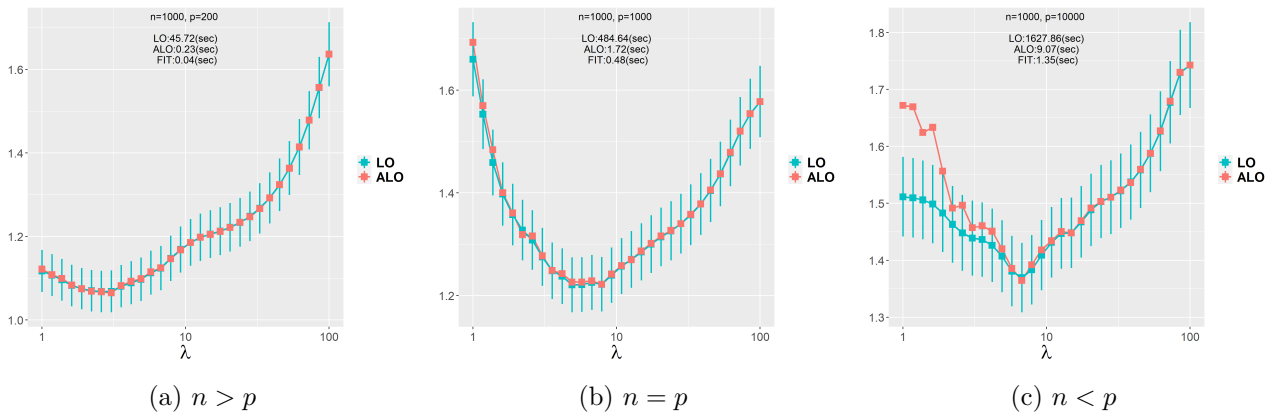 n=1000, p=200
LO:45.72(sec)
ALO:0.23(sec)
FIT:0.04(sec)
1.6
1.4
1.2
1.0
1
10
100
λ
LO
ALO
(a) n > p
n=1000, p=1000
LO:484.64(sec)
ALO:1.72(sec)
FIT:0.48(sec)
1.6
1.4
1.2
1
10
100
λ
LO
ALO
(b) n = p
n=1000, p=10000
LO:1627.86(sec)
ALO:9.07(sec)
FIT:1.35(sec)
1.8
1.7
1.6
1.5
1.4
1.3
1
10
100
λ
LO
ALO
(c) n < p